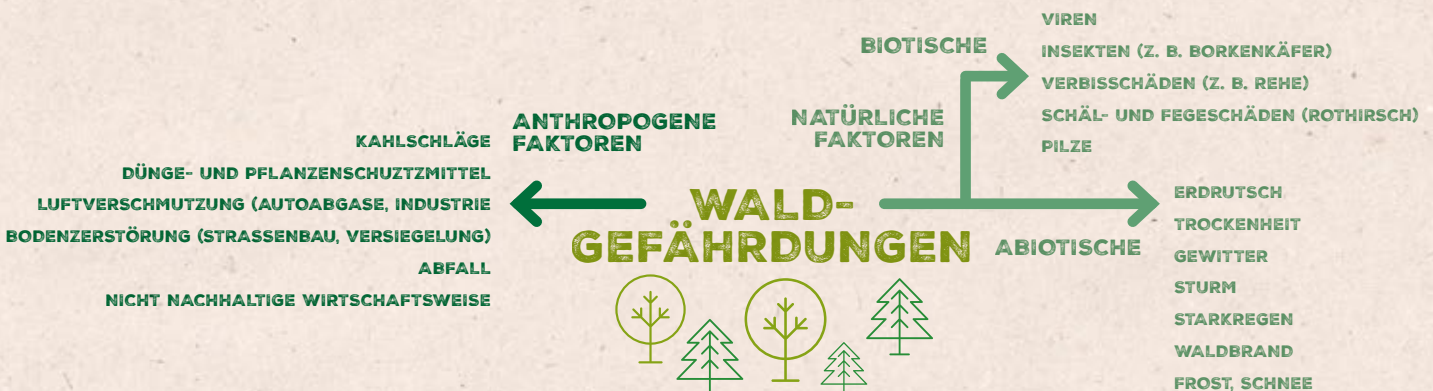 WALD-
GEFÄHRDUNGEN
ANTHROPOGENE
FAKTOREN
KAHLSCHLÄGE
DÜNGE- UND PFLANZENSCHUZTZMITTEL
LUFTVERSCHMUTZUNG (AUTOABGASE, INDUSTRIE
BODENZERSTÖRUNG (STRASSENBAU, VERSIEGELUNG)
ABFALL
NICHT NACHHALTIGE WIRTSCHAFTSWEISE
NATÜRLICHE
FAKTOREN
BIOTISCHE
VIREN
INSEKTEN (Z. B. BORKENKÄFER)
VERBISSCHÄDEN (Z. B. REHE)
SCHÄL- UND FEGESCHÄDEN (ROTHIRSCH)
PILZE
ABIOTISCHE
ERDRUTSCH
TROCKENHEIT
GEWITTER
STURM
STARKREGEN
WALDBRAND
FROST, SCHNEE